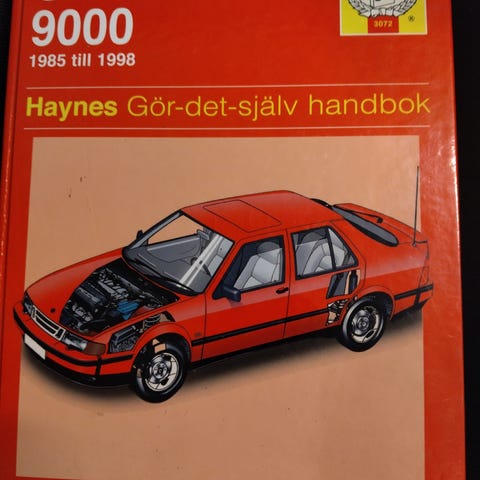 9000
1985 till 1998
3072
®
Haynes Gör-det-själv handbok